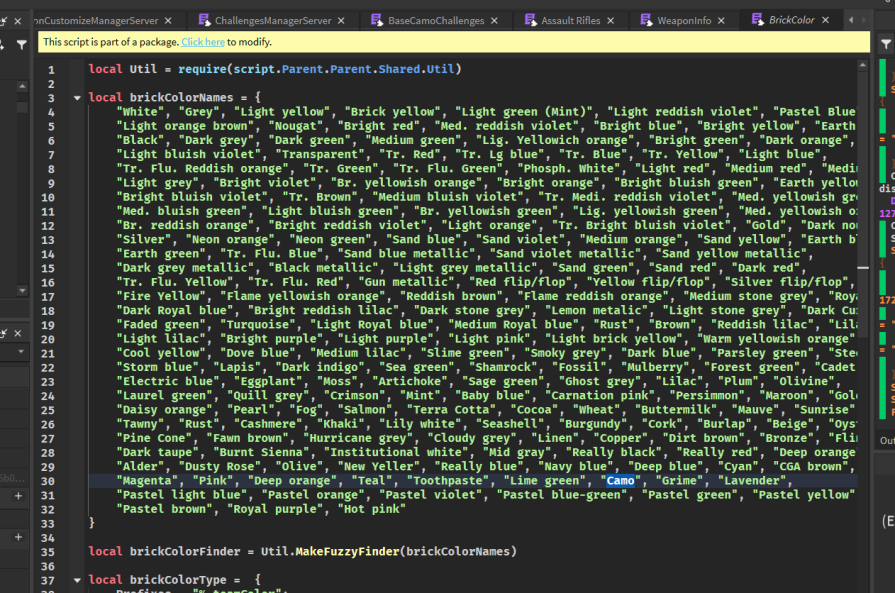 onCustomizeManagerServer × ChallengesManagerServer × BaseCamoChallenges × Assault Rifles × WeaponInfo × BrickColor ×
This script is part of a package. Click here to modify.
1 local Util = require(script.Parent.Parent.Shared.Util)
2
3 local brickColorNames = {
4 "White", "Grey", "Light yellow", "Brick yellow", "Light green (Mint)", "Light reddish violet", "Pastel Blue
5 "Light orange brown", "Nougat", "Bright red", "Med. reddish violet", "Bright blue", "Bright yellow", "Earth
6 "Black", "Dark grey", "Dark green", "Medium green", "Lig. Yellowich orange", "Bright green", "Dark orange",
7 "Light bluish violet", "Transparent", "Tr. Red", "Tr. Lg blue", "Tr. Blue", "Tr. Yellow", "Light blue",
8 "Tr. Flu. Reddish orange", "Tr. Green", "Tr. Flu. Green", "Phosph. White", "Light red", "Medium red", "Medi
9 "Light grey", "Bright violet", "Br. yellowish orange", "Bright orange", "Bright bluish green", "Earth yello
10 "Bright bluish violet", "Tr. Brown", "Medium bluish violet", "Tr. Medi. reddish violet", "Med. yellowish gr
11 "Med. bluish green", "Light bluish green", "Br. yellowish green", "Lig. yellowish green", "Med. yellowish o
12 "Br. reddish orange", "Bright reddish violet", "Light orange", "Tr. Bright bluish violet", "Gold", "Dark no
13 "Silver", "Neon orange", "Neon green", "Sand blue", "Sand violet", "Medium orange", "Sand yellow", "Earth b
14 "Earth green", "Tr. Flu. Blue", "Sand blue metallic", "Sand violet metallic", "Sand yellow metallic",
15 "Dark grey metallic", "Black metallic", "Light grey metallic", "Sand green", "Sand red", "Dark red",
16 "Tr. Flu. Yellow", "Tr. Flu. Red", "Gun metallic", "Red flip/flop", "Yellow flip/flop", "Silver flip/flop",
17 "Fire Yellow", "Flame yellowish orange", "Reddish brown", "Flame reddish orange", "Medium stone grey", "Roya
18 "Dark Royal blue", "Bright reddish lilac", "Dark stone grey", "Lemon metalic", "Light stone grey", "Dark Cu
19 "Faded green", "Turquoise", "Light Royal blue", "Medium Royal blue", "Rust", "Brown", "Reddish lilac", "Lila
20 "Light lilac", "Bright purple", "Light purple", "Light pink", "Light brick yellow", "Warm yellowish orange"
21 "Cool yellow", "Dove blue", "Medium lilac", "Slime green", "Smoky grey", "Dark blue", "Parsley green", "Stee
22 "Storm blue", "Lapis", "Dark indigo", "Sea green", "Shamrock", "Fossil", "Mulberry", "Forest green", "Cadet
23 "Electric blue", "Eggplant", "Moss", "Artichoke", "Sage green", "Ghost grey", "Lilac", "Plum", "Olivine",
24 "Laurel green", "Quill grey", "Crimson", "Mint", "Baby blue", "Carnation pink", "Persimmon", "Maroon", "Gol
25 "Daisy orange", "Pearl", "Fog", "Salmon", "Terra Cotta", "Cocoa", "Wheat", "Buttermilk", "Mauve", "Sunrise"
26 "Tawny", "Rust", "Cashmere", "Khaki", "Lily white", "Seashell", "Burgundy", "Cork", "Burlap", "Beige", "Oys
27 "Pine Cone", "Fawn brown", "Hurricane grey", "Cloudy grey", "Linen", "Copper", "Dirt brown", "Bronze", "Fli
28 "Dark taupe", "Burnt Sienna", "Institutional white", "Mid gray", "Really black", "Really red", "Deep orange
29 "Alder", "Dusty Rose", "Olive", "New Yeller", "Really blue", "Navy blue", "Deep blue", "Cyan", "CGA brown",
30 "Magenta", "Pink", "Deep orange", "Teal", "Toothpaste", "Lime green", "Camo", "Grime", "Lavender",
31 "Pastel light blue", "Pastel orange", "Pastel violet", "Pastel blue-green", "Pastel green", "Pastel yellow"
32 "Pastel brown", "Royal purple", "Hot pink"
33 }
34
35 local brickColorFinder = Util.MakeFuzzyFinder(brickColorNames)
36
37 local brickColorType = {